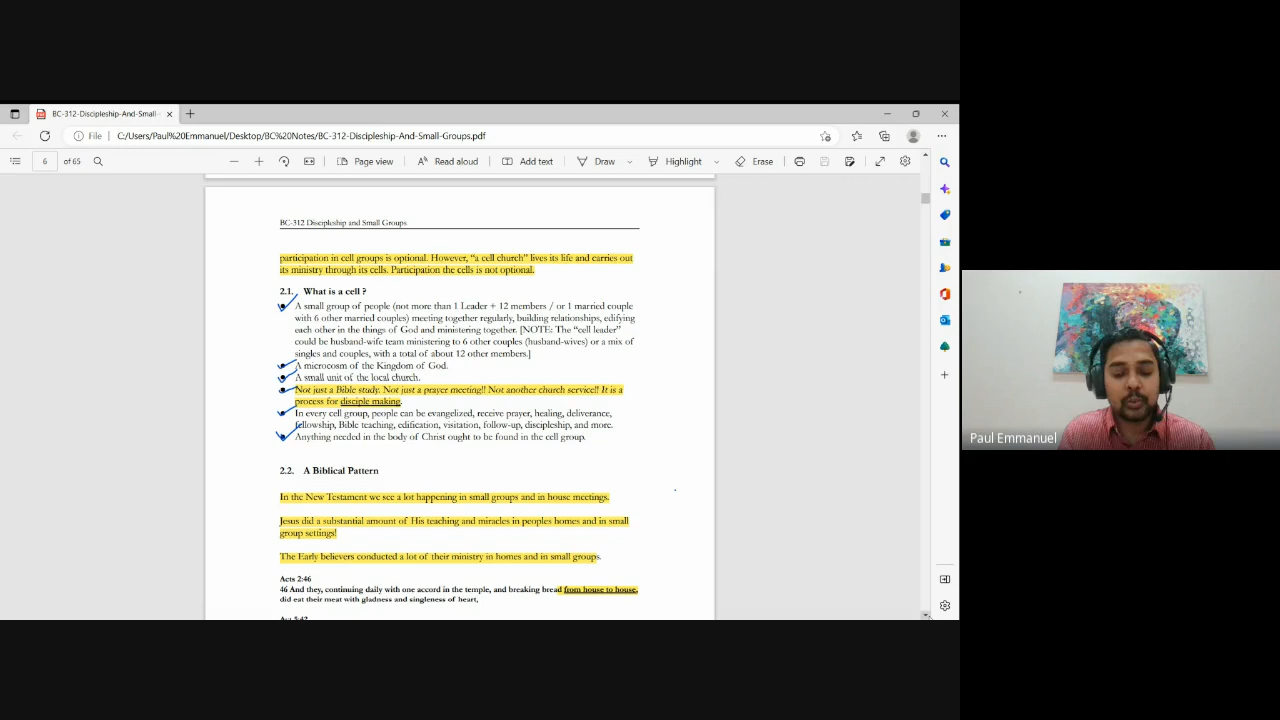 BC-312-Discipleship-And-Small-
File C:/Users/Paul%20Emmanuel/Desktop/BC%20Notes/BC-312-Discipleship-And-Small-Groups.pdf
6 of 65 Page view Read aloud Add text Draw Highlight Erase
BC-312 Discipleship and Small Groups
participation in cell groups is optional. However, “a cell church” lives its life and carries out
its ministry through its cells. Participation the cells is not optional.
2.1. What is a cell ?
A small group of people (not more than 1 Leader + 12 members / or 1 married couple
with 6 other married couples) meeting together regularly, building relationships, edifying
each other in the things of God and ministering together. [NOTE: The “cell leader”
could be husband-wife team ministering to 6 other couples (husband-wives) or a mix of
singles and couples, with a total of about 12 other members.]
A microcosm of the Kingdom of God.
A small unit of the local church.
Not just a Bible study. Not just a prayer meeting!! Not another church service!! It is a
process for disciple making.
In every cell group, people can be evangelized, receive prayer, healing, deliverance,
fellowship, Bible teaching, edification, visitation, follow-up, discipleship, and more.
Anything needed in the body of Christ ought to be found in the cell group.
2.2. A Biblical Pattern
In the New Testament we see a lot happening in small groups and in house meetings.
Jesus did a substantial amount of His teaching and miracles in peoples homes and in small
group settings!
The Early believers conducted a lot of their ministry in homes and in small groups.
Acts 2:46
46 And they, continuing daily with one accord in the temple, and breaking bread from house to house,
did eat their meat with gladness and singleness of heart,
Act 5:42
Paul Emmanuel